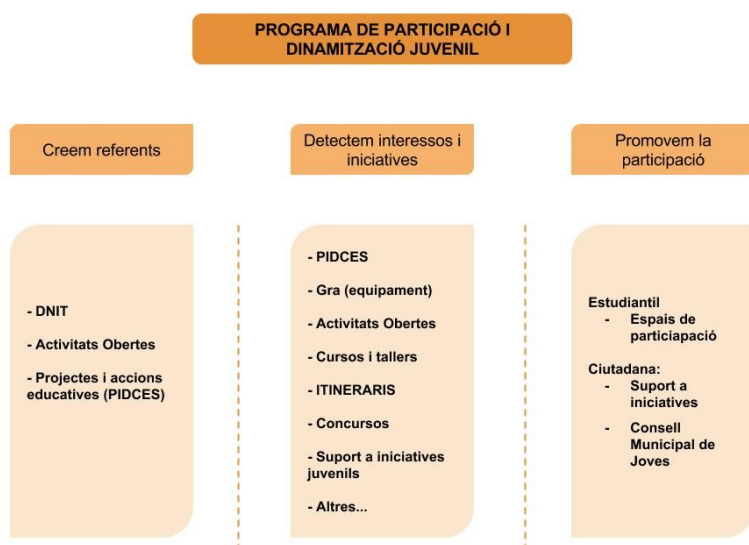 PROGRAMA DE PARTICIPACIÓ I
DINAMITZACIÓ JUVENIL
Creem referents
Detectem interessos i
iniciatives
Promovem la
participació
- DNIT
- Activitats Obertes
- Projectes i accions
educatives (PIDCES)
- PIDCES
- Gra (equipament)
- Activitats Obertes
- Cursos i tallers
- ITINERARIS
- Concursos
- Suport a iniciatives
juvenils
- Altres...
Estudiantil
- Espais de
particiapació
Ciutadana:
- Suport a
iniciatives
- Consell
Municipal de
Joves